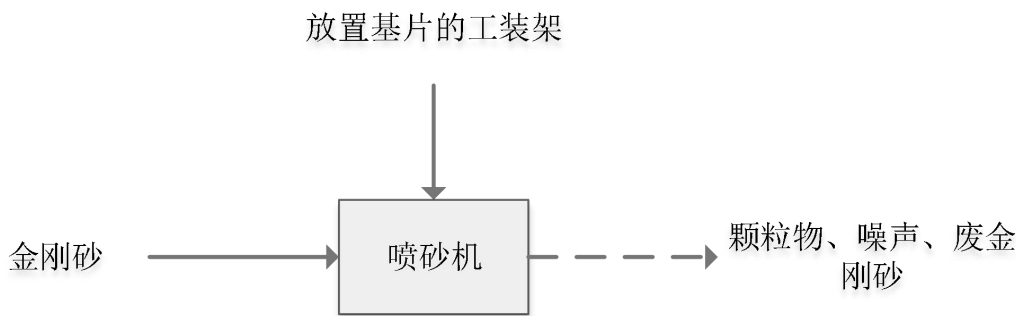 放置基片的工装架
金刚砂
喷砂机
颗粒物、噪声、废金
刚砂